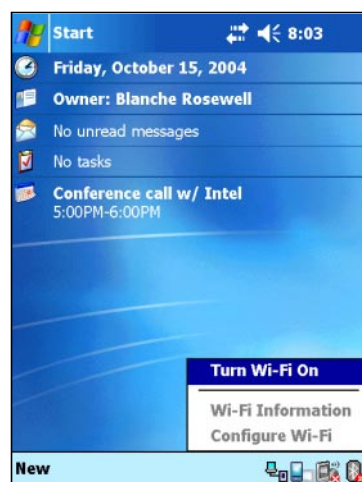 Start 8:03
Friday, October 15, 2004
Owner: Blanche Rosewell
No unread messages
No tasks
Conference call w/ Intel
5:00PM-6:00PM
Turn Wi-Fi On
Wi-Fi Information
Configure Wi-Fi
New